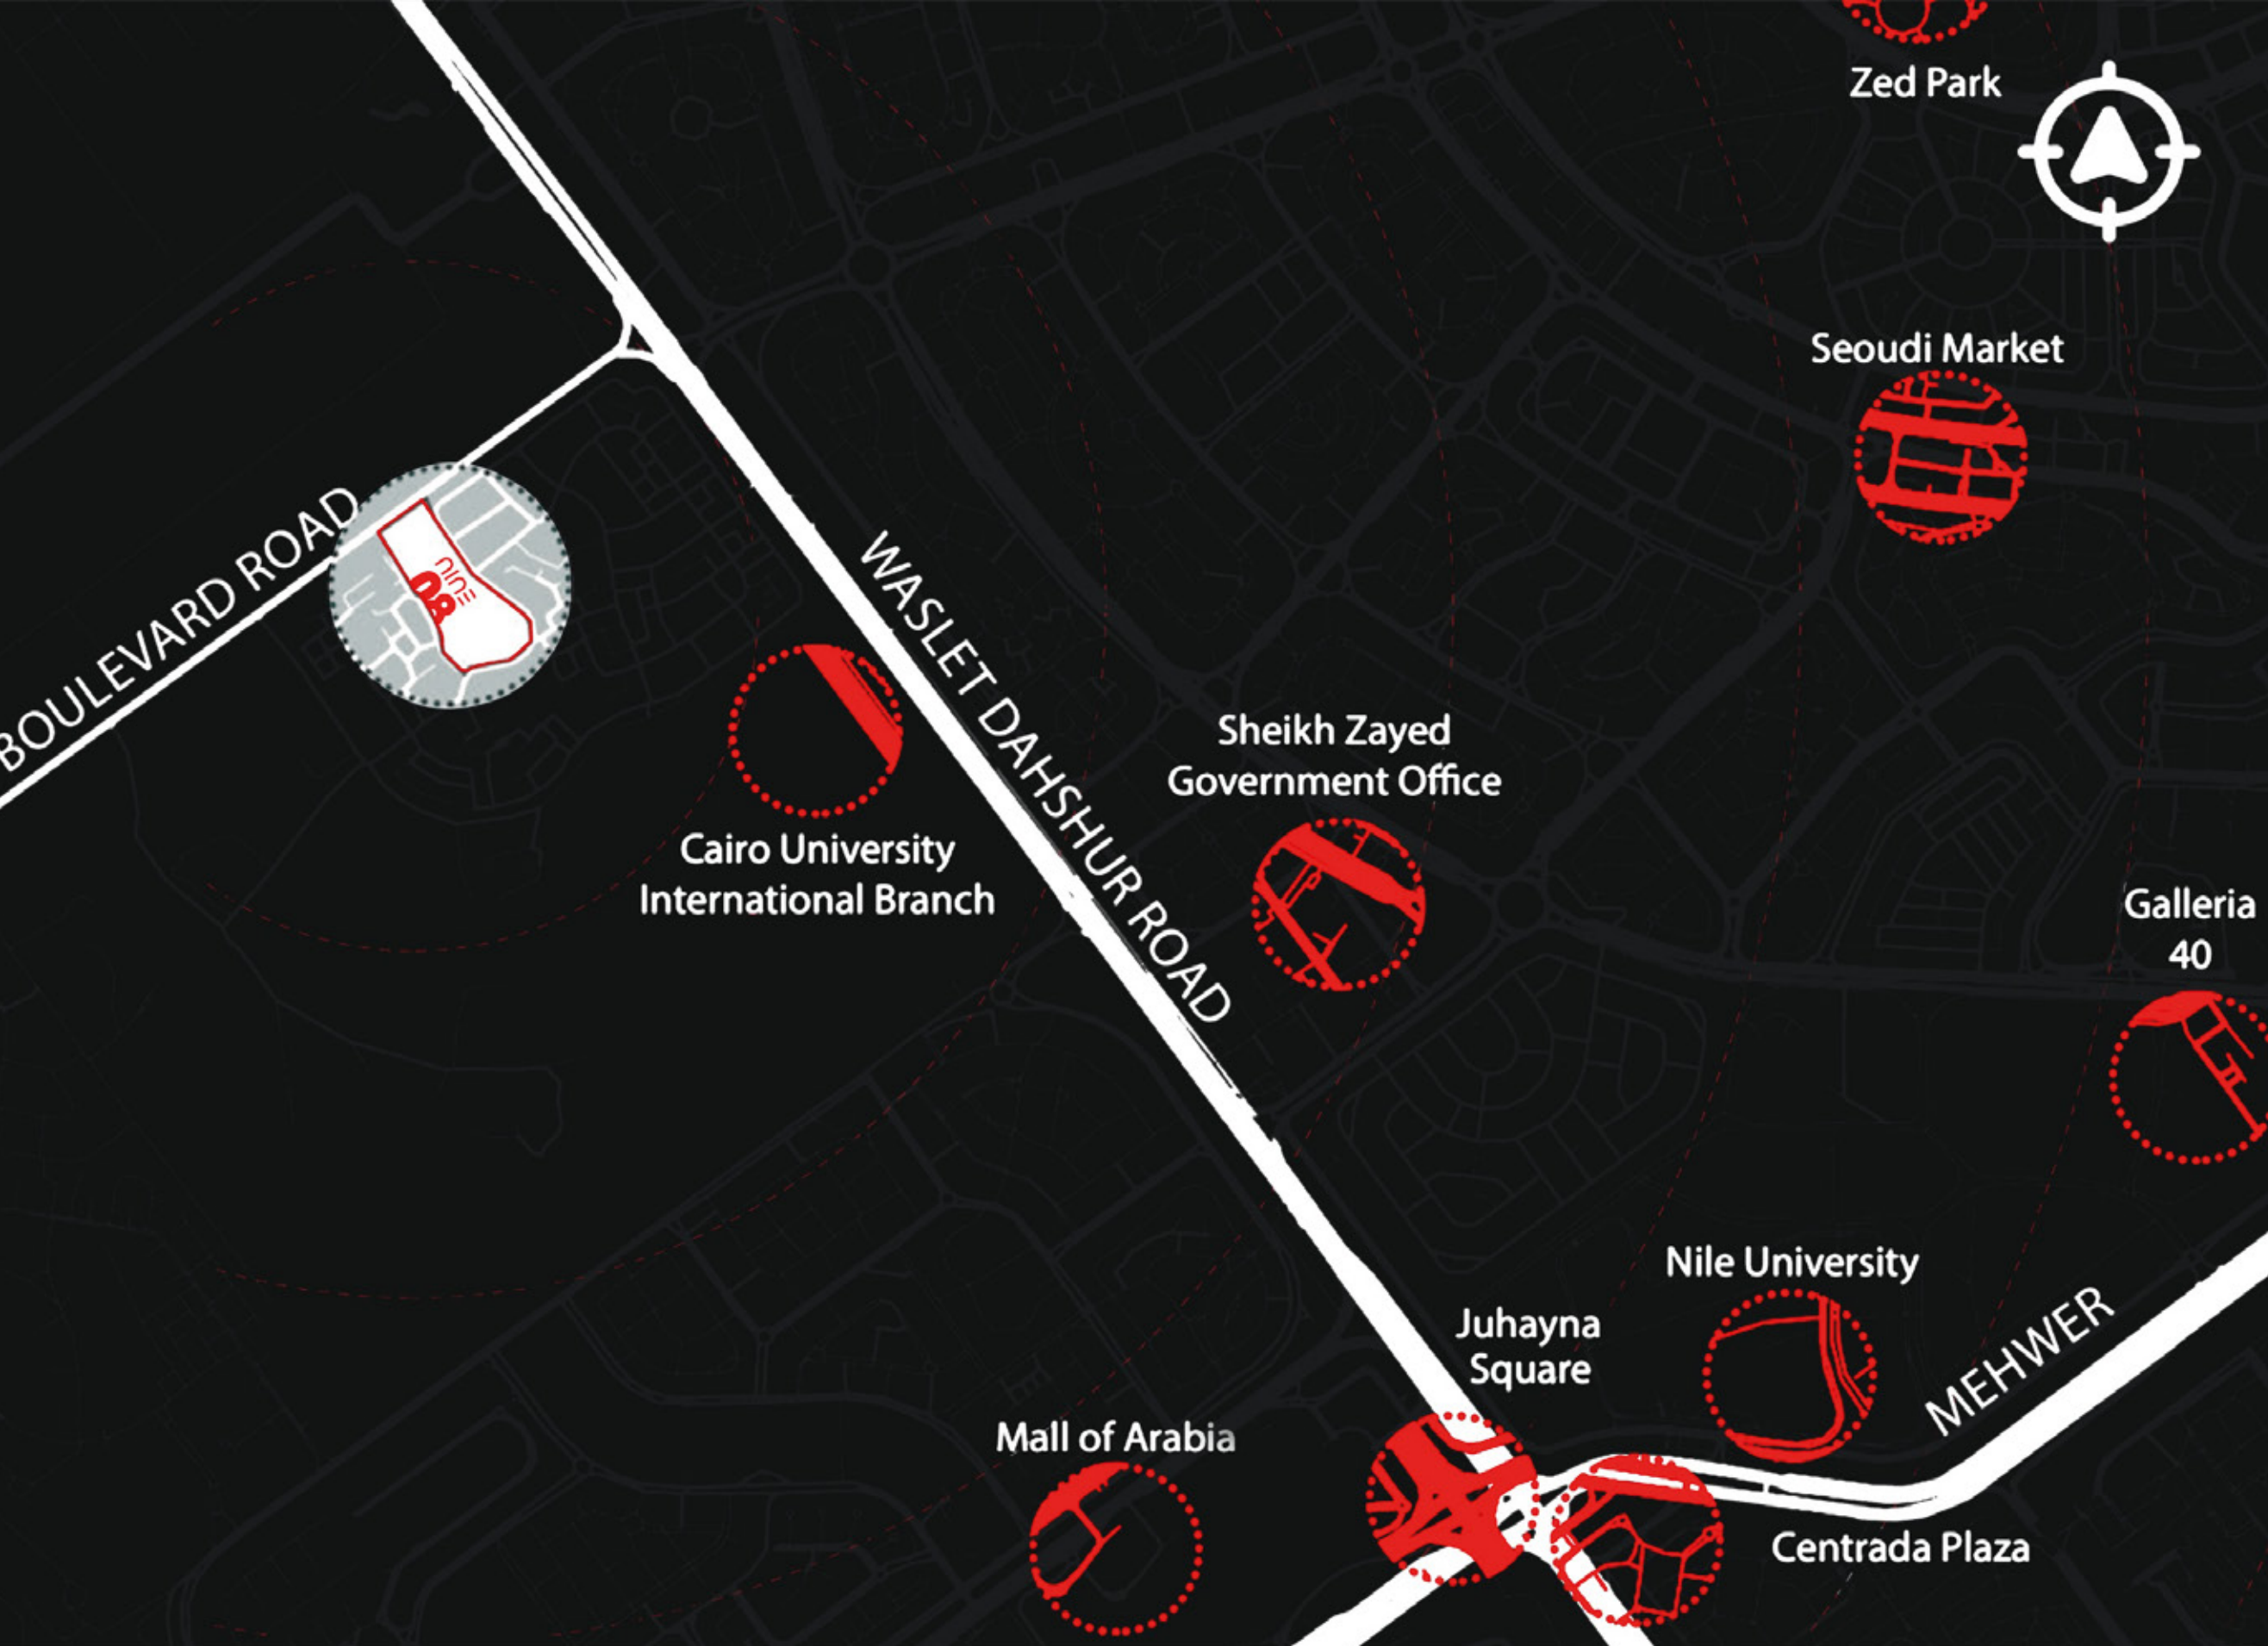 Zed Park
Seoudi Market
BOULEVARD ROAD
NINE
08
WASLET DAHSHUR ROAD
Sheikh Zayed
Government Office
Cairo University
International Branch
Galleria
40
Nile University
Juhayna
Square
MEHWER
Mall of Arabia
Centrada Plaza